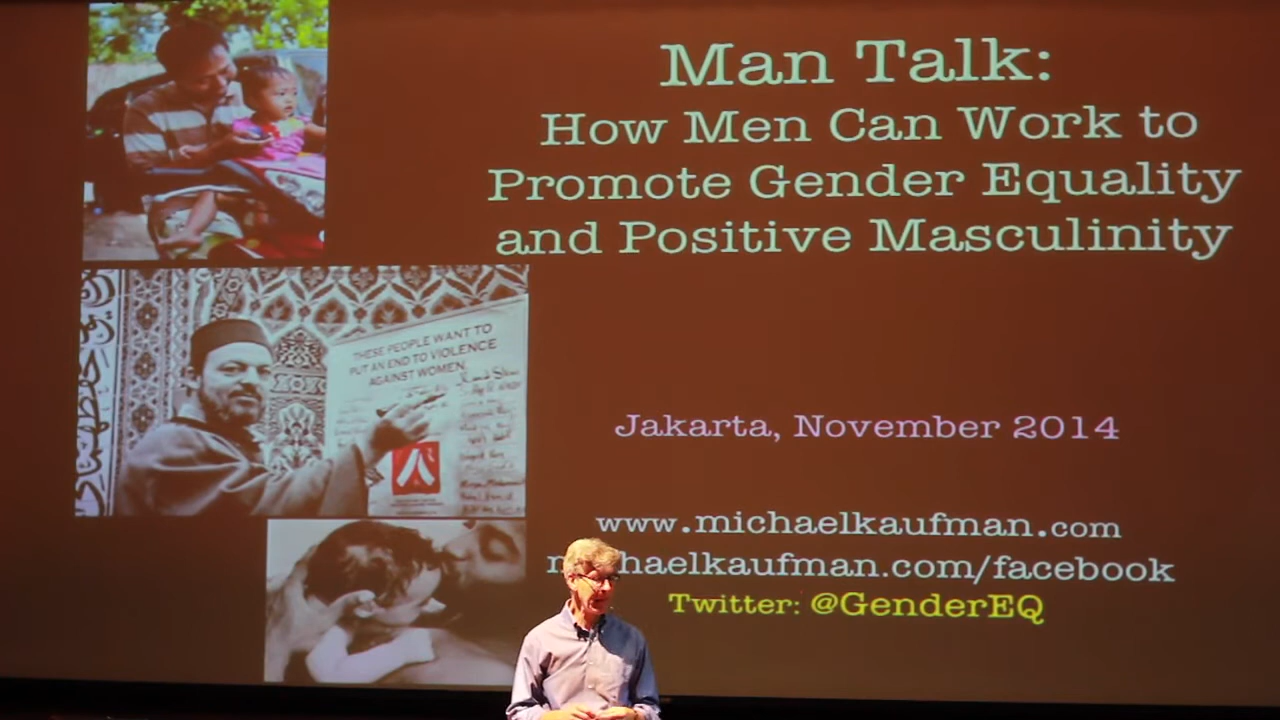 Man Talk:
How Men Can Work to
Promote Gender Equality
and Positive Masculinity
THESE PEOPLE WANT TO
PUT AN END TO VIOLENCE
AGAINST WOMEN
Jakarta, November 2014
www.michaelkaufman.com
m haelkaufman.com/facebook
Twitter: @GenderEQ